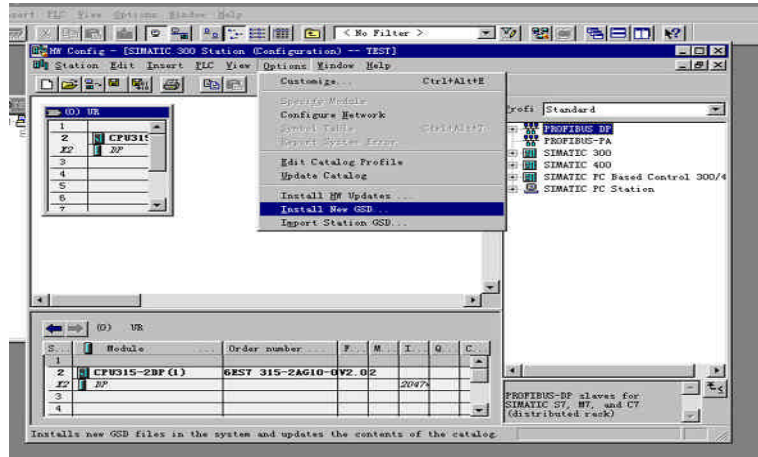 PLC View Options Window Help
< No Filter >
HW Config - [SIMATIC 300 Station (Configuration) -- TEST]
Station Edit Insert PLC View Options Window Help
Customize... Ctrl+Alt+E
Specify Module
Configure Network
Symbol Table Ctrl+Alt+T
Report System Error
Edit Catalog Profile
Update Catalog
Install HW Updates ...
Install New GSD...
Import Station GSD...
(0) UR
1
2 CPU315
X2 DP
3
4
5
6
7
Profi Standard
PROFIBUS DP
PROFIBUS-PA
SIMATIC 300
SIMATIC 400
SIMATIC PC Based Control 300/4
SIMATIC PC Station
(0) UR
S... Module ... Order number ... F... M... I... Q... C...
1
2 CPU315-2DP(1) 6ES7 315-2AG10-0 V2.0 2
X2 DP 2047*
3
4
PROFIBUS-DP slaves for
SIMATIC S7, M7, and C7
(distributed rack)
Installs new GSD files in the system and updates the contents of the catalog.